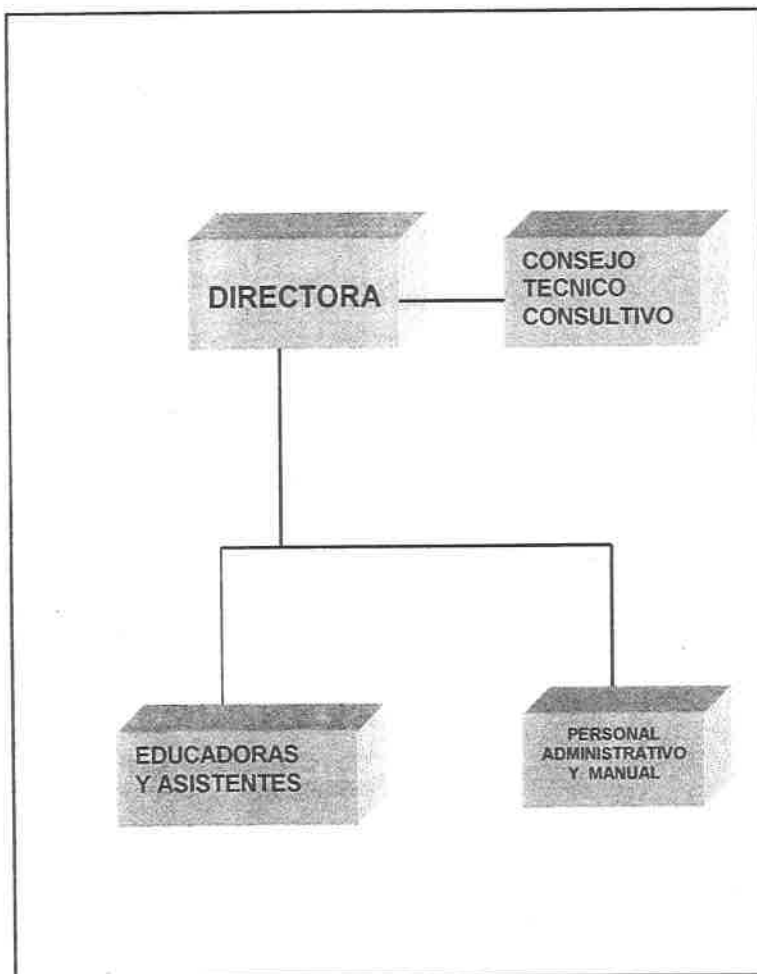 DIRECTORA
CONSEJO
TECNICO
CONSULTIVO
EDUCADORAS
Y ASISTENTES
PERSONAL
ADMINISTRATIVO
Y MANUAL